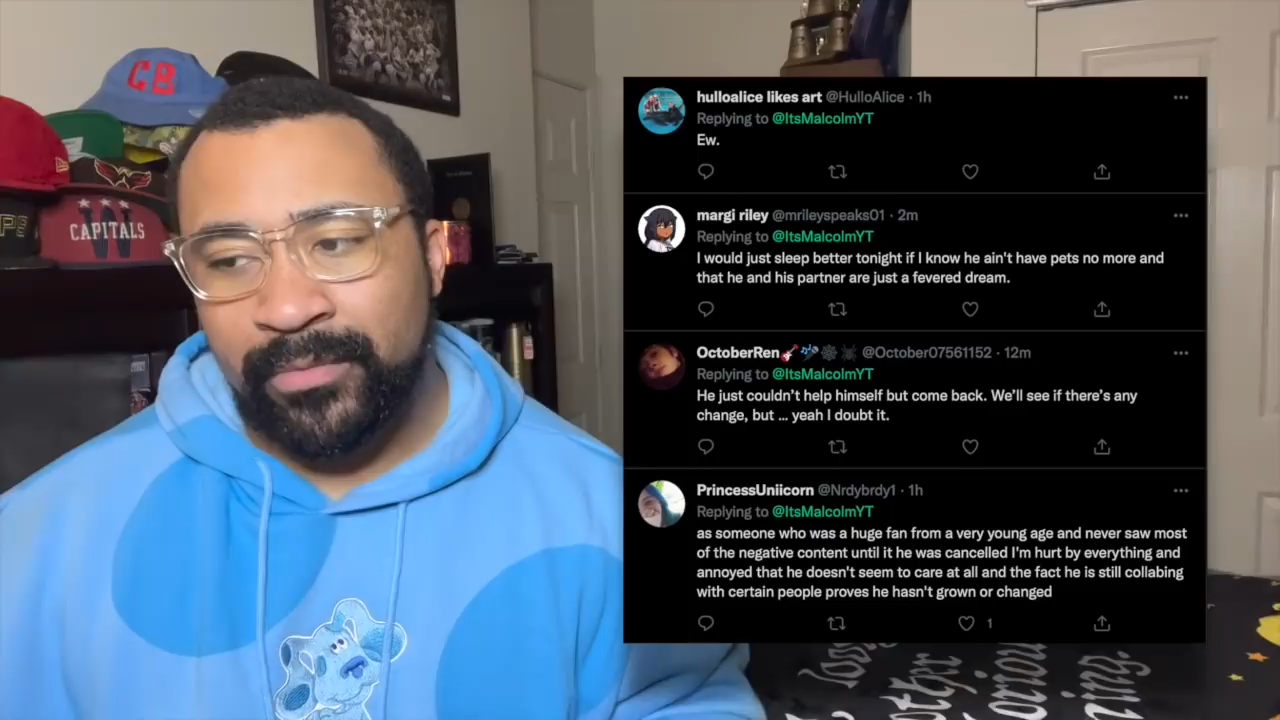 CB
CAPITALS
hulloalice likes art @HulloAlice · 1h
Replying to @ItsMalcolmYT
Ew.
margi riley @mrileyspeaks01 · 2m
Replying to @ItsMalcolmYT
I would just sleep better tonight if I know he ain't have pets no more and
that he and his partner are just a fevered dream.
OctoberRen @October07561152 · 12m
Replying to @ItsMalcolmYT
He just couldn't help himself but come back. We'll see if there's any
change, but ... yeah I doubt it.
PrincessUniicorn @Nrdybrdy1 · 1h
Replying to @ItsMalcolmYT
as someone who was a huge fan from a very young age and never saw most
of the negative content until it he was cancelled I'm hurt by everything and
annoyed that he doesn't seem to care at all and the fact he is still collabing
with certain people proves he hasn't grown or changed
1